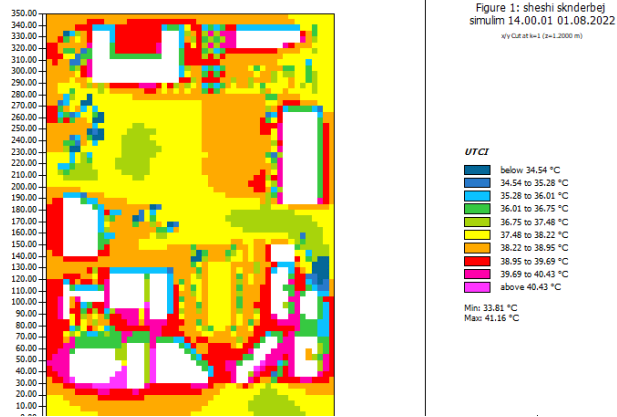 Figure 1: sheshi sknderbej
simulim 14.00.01 01.08.2022
x/y Cut at k=1 (z=1.2000 m)
350.00
340.00
330.00
320.00
310.00
300.00
290.00
280.00
270.00
260.00
250.00
240.00
230.00
220.00
210.00
200.00
190.00
180.00
170.00
160.00
150.00
140.00
130.00
120.00
110.00
100.00
90.00
80.00
70.00
60.00
50.00
40.00
30.00
20.00
10.00
UTCI
below 34.54 °C
34.54 to 35.28 °C
35.28 to 36.01 °C
36.01 to 36.75 °C
36.75 to 37.48 °C
37.48 to 38.22 °C
38.22 to 38.95 °C
38.95 to 39.69 °C
39.69 to 40.43 °C
above 40.43 °C
Min: 33.81 °C
Max: 41.16 °C